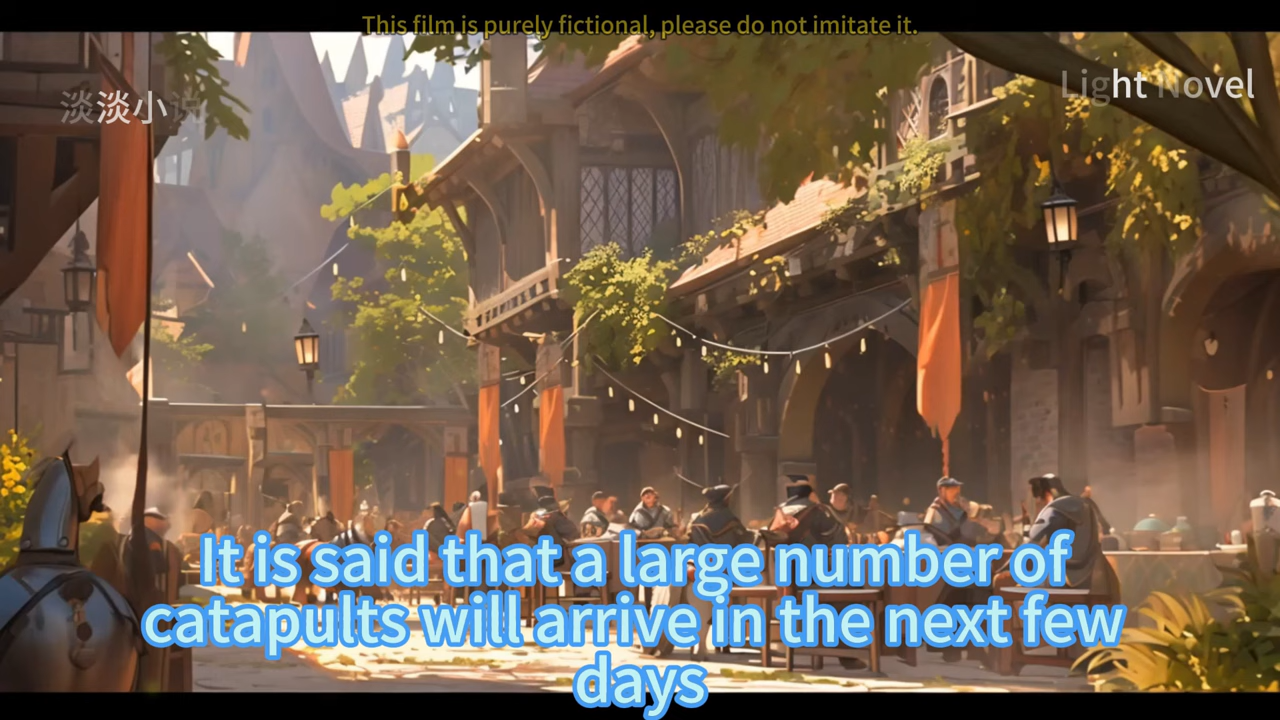 This film is purely fictional, please do not imitate it.
淡淡小说
Light Novel
It is said that a large number of
catapults will arrive in the next few
days